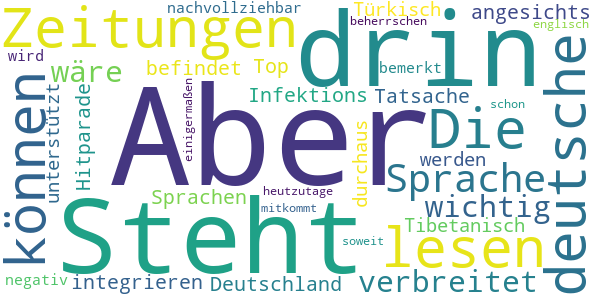 nachvollziehbar
Türkisch
beherrschen
angesichts
englisch
Zeitungen
drin
wird
wäre
befindet
Top
bemerkt
deutsche
können
unterstützt
Hitparade
einigermaßen
Aber
Infektions
Tatsache
Die
schon
durchaus
werden
Sprache
Sprachen
heutzutage
wichtig
mitkommt
Steht
Tibetanisch
lesen
soweit
negativ
integrieren
Deutschland
verbreitet